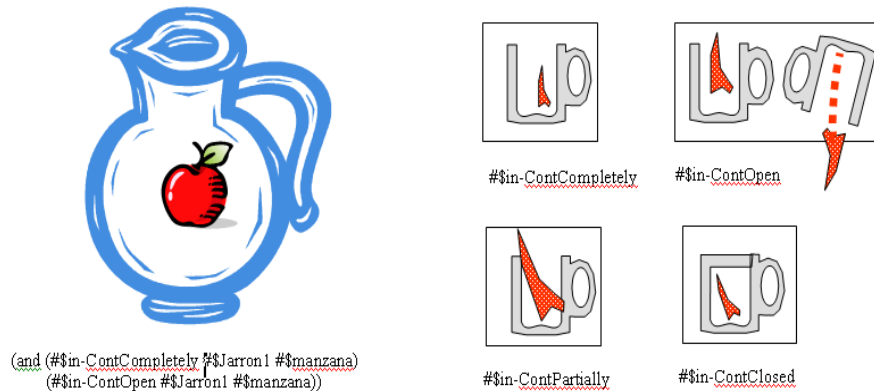 #$in-ContCompletely
#$in-ContOpen
#$in-ContPartially
#$in-ContClosed
(and (#$in-ContCompletely #$Jarron1 #$manzana)
(#$in-ContOpen #$Jarron1 #$manzana))